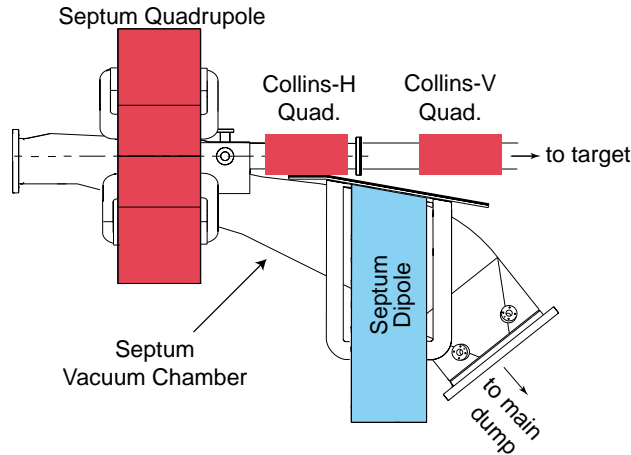 Septum Quadrupole
Collins-H
Quad.
Collins-V
Quad.
to target
Septum
Dipole
Septum
Vacuum Chamber
to main
dump